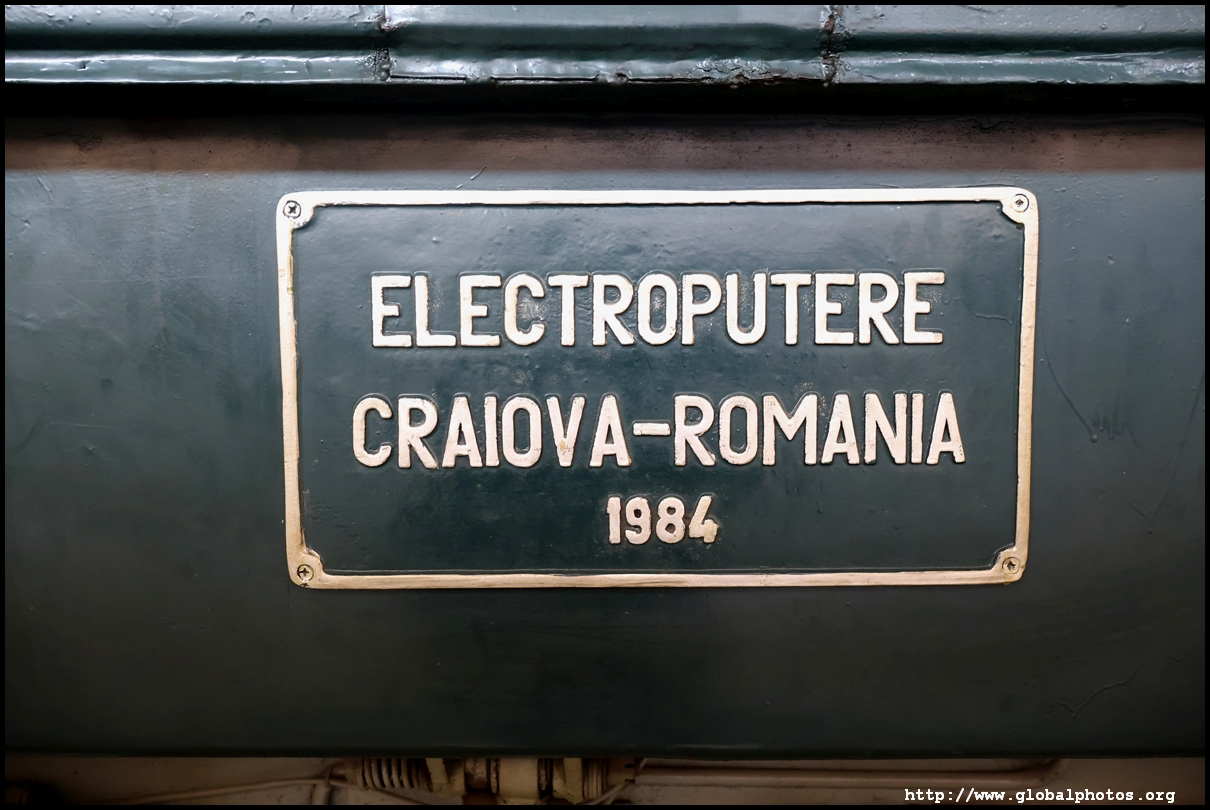 ELECTROPUTERE
CRAIOVA-ROMANIA
1984
http://www.globalphotos.org